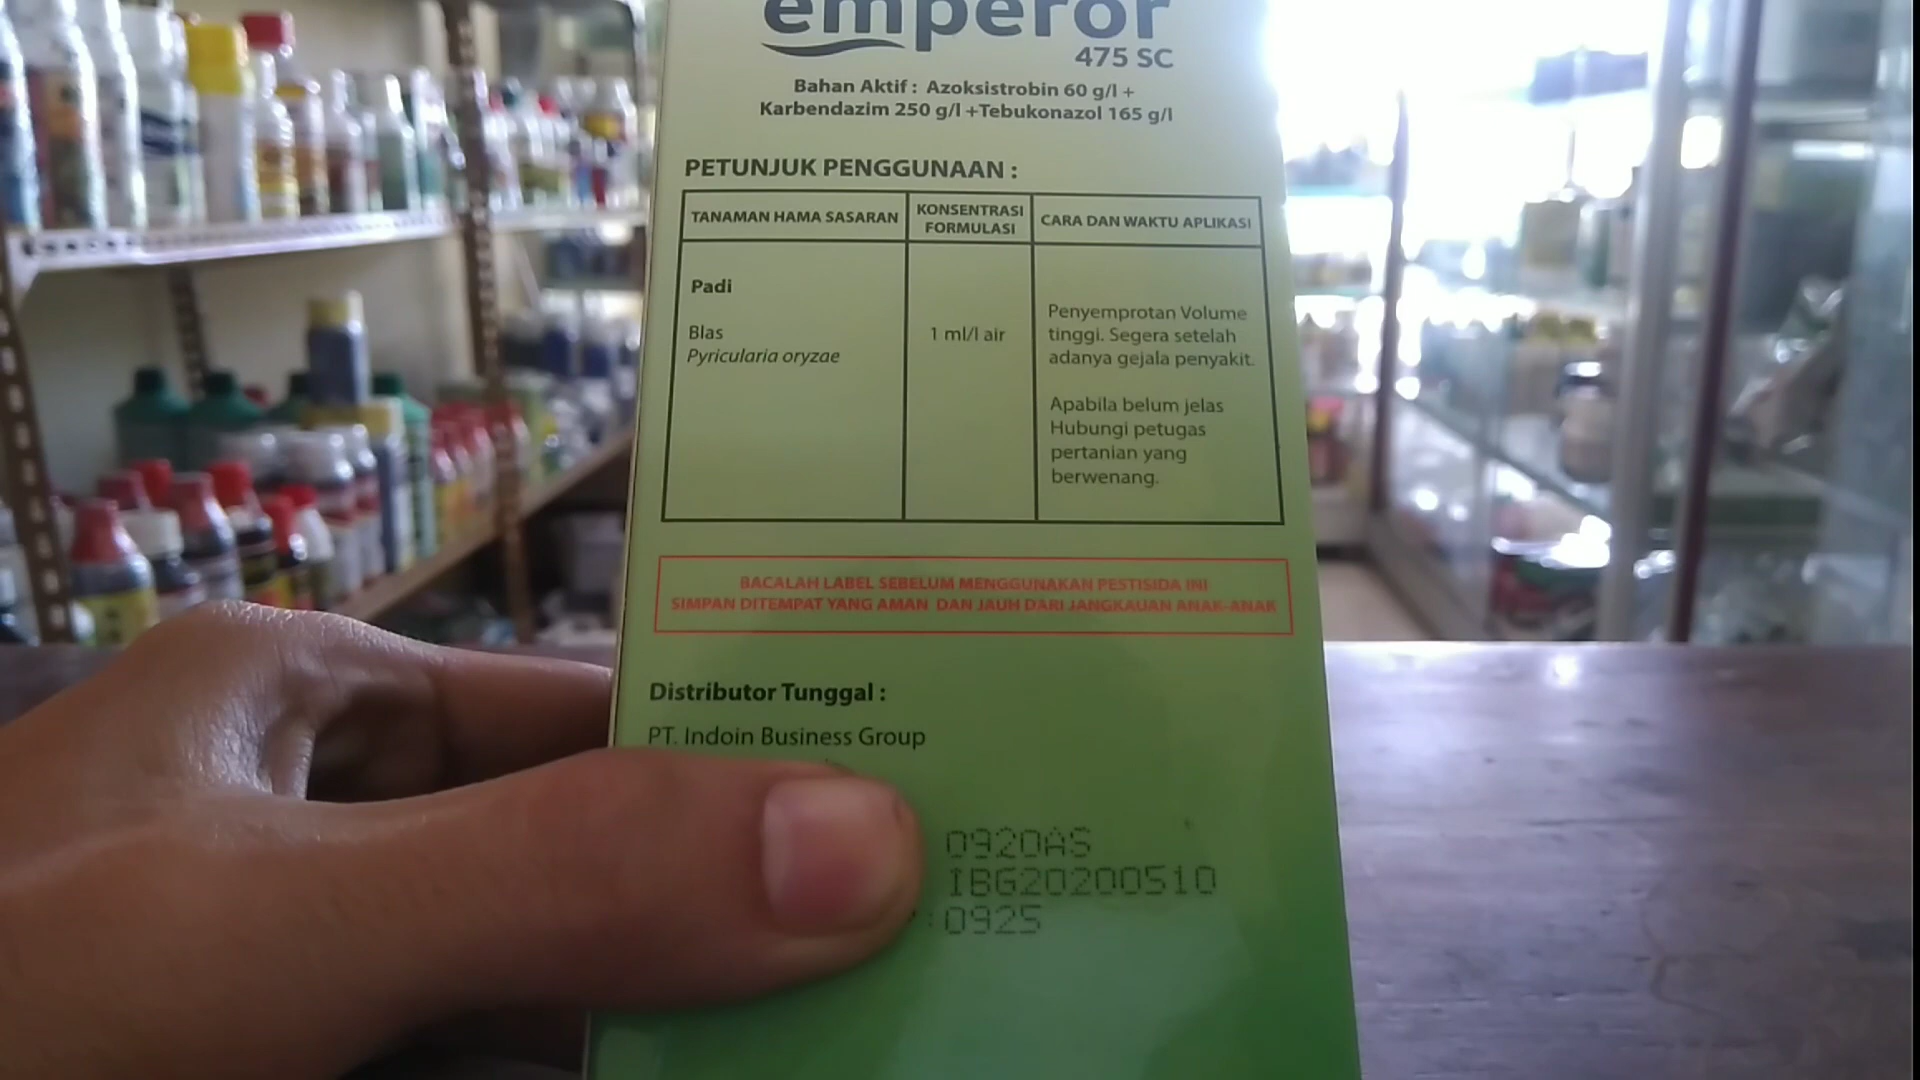 emperor
475 SC
Bahan Aktif : Azoksistrobin 60 g/l +
Karbendazim 250 g/l +Tebukonazol 165 g/l
PETUNJUK PENGGUNAAN :
TANAMAN HAMA SASARAN
KONSENTRASI
FORMULASI
CARA DAN WAKTU APLIKASI
Padi
Blas
Pyricularia oryzae
1 ml/l air
Penyemprotan Volume
tinggi. Segera setelah
adanya gejala penyakit.
Apabila belum jelas
Hubungi petugas
pertanian yang
berwenang.
BACALAH LABEL SEBELUM MENGGUNAKAN PESTISIDA INI
SIMPAN DITEMPAT YANG AMAN DAN JAUH DARI JANGKAUAN ANAK-ANAK
Distributor Tunggal :
PT. Indoin Business Group
0920AS
IBG20200510
:0925